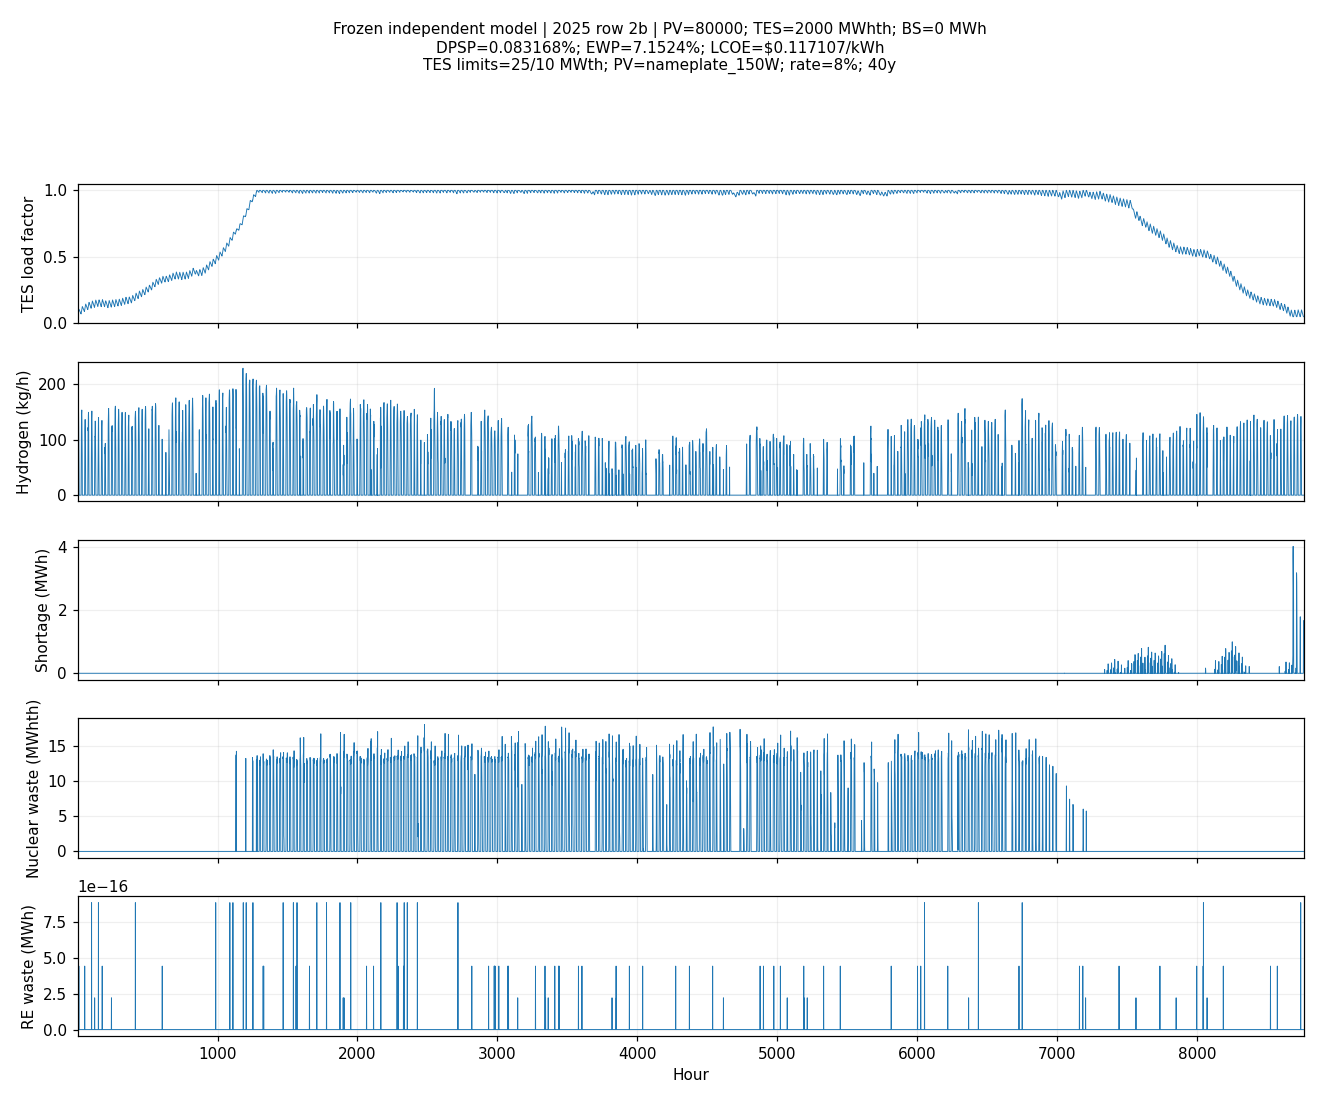 Frozen independent model | 2025 row 2b | PV=80000; TES=2000 MWhth; BS=0 MWh
DPSP=0.083168%; EWP=7.1524%; LCOE=$0.117107/kWh
TES limits=25/10 MWth; PV=nameplate_150W; rate=8%; 40y
TES load factor
1.0
0.5
0.0
Hydrogen (kg/h)
200
100
0
Shortage (MWh)
4
2
0
Nuclear waste (MWhth)
15
10
5
0
1e−16
RE waste (MWh)
7.5
5.0
2.5
0.0
1000 2000 3000 4000 5000 6000 7000 8000
Hour